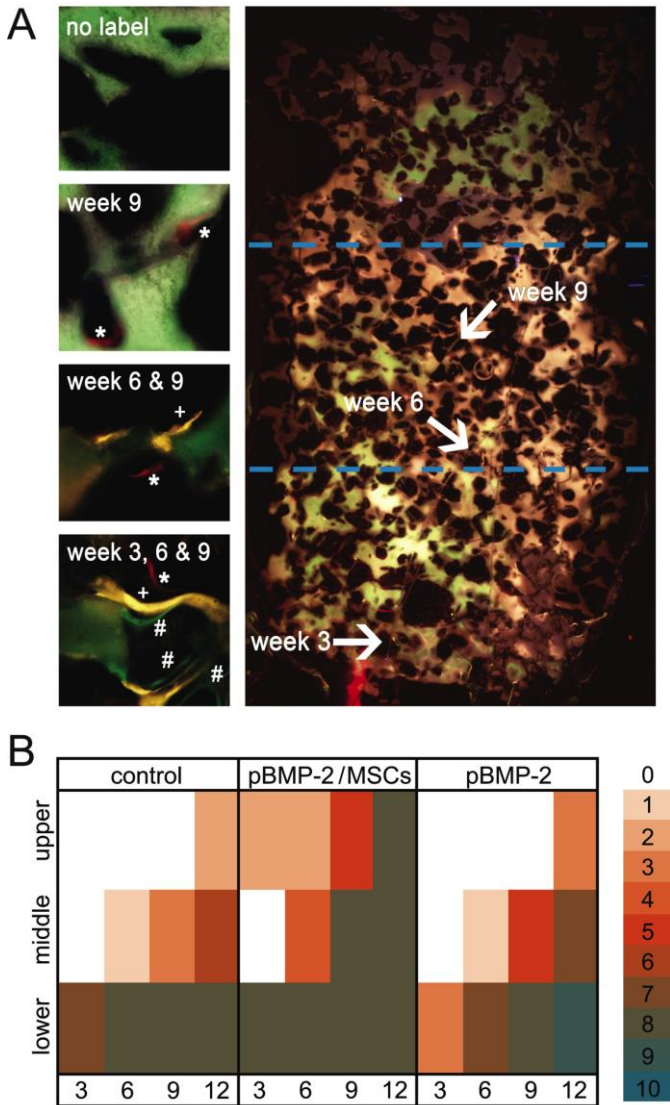 A
no label
week 9
*
*
week 6 & 9
+
*
week 3, 6 & 9
*
+
#
#
#
week 9
week 6
week 3
B
control
pBMP-2/MSCs
pBMP-2
upper
middle
lower
3 6 9 12
3 6 9 12
3 6 9 12
0
1
2
3
4
5
6
7
8
9
10